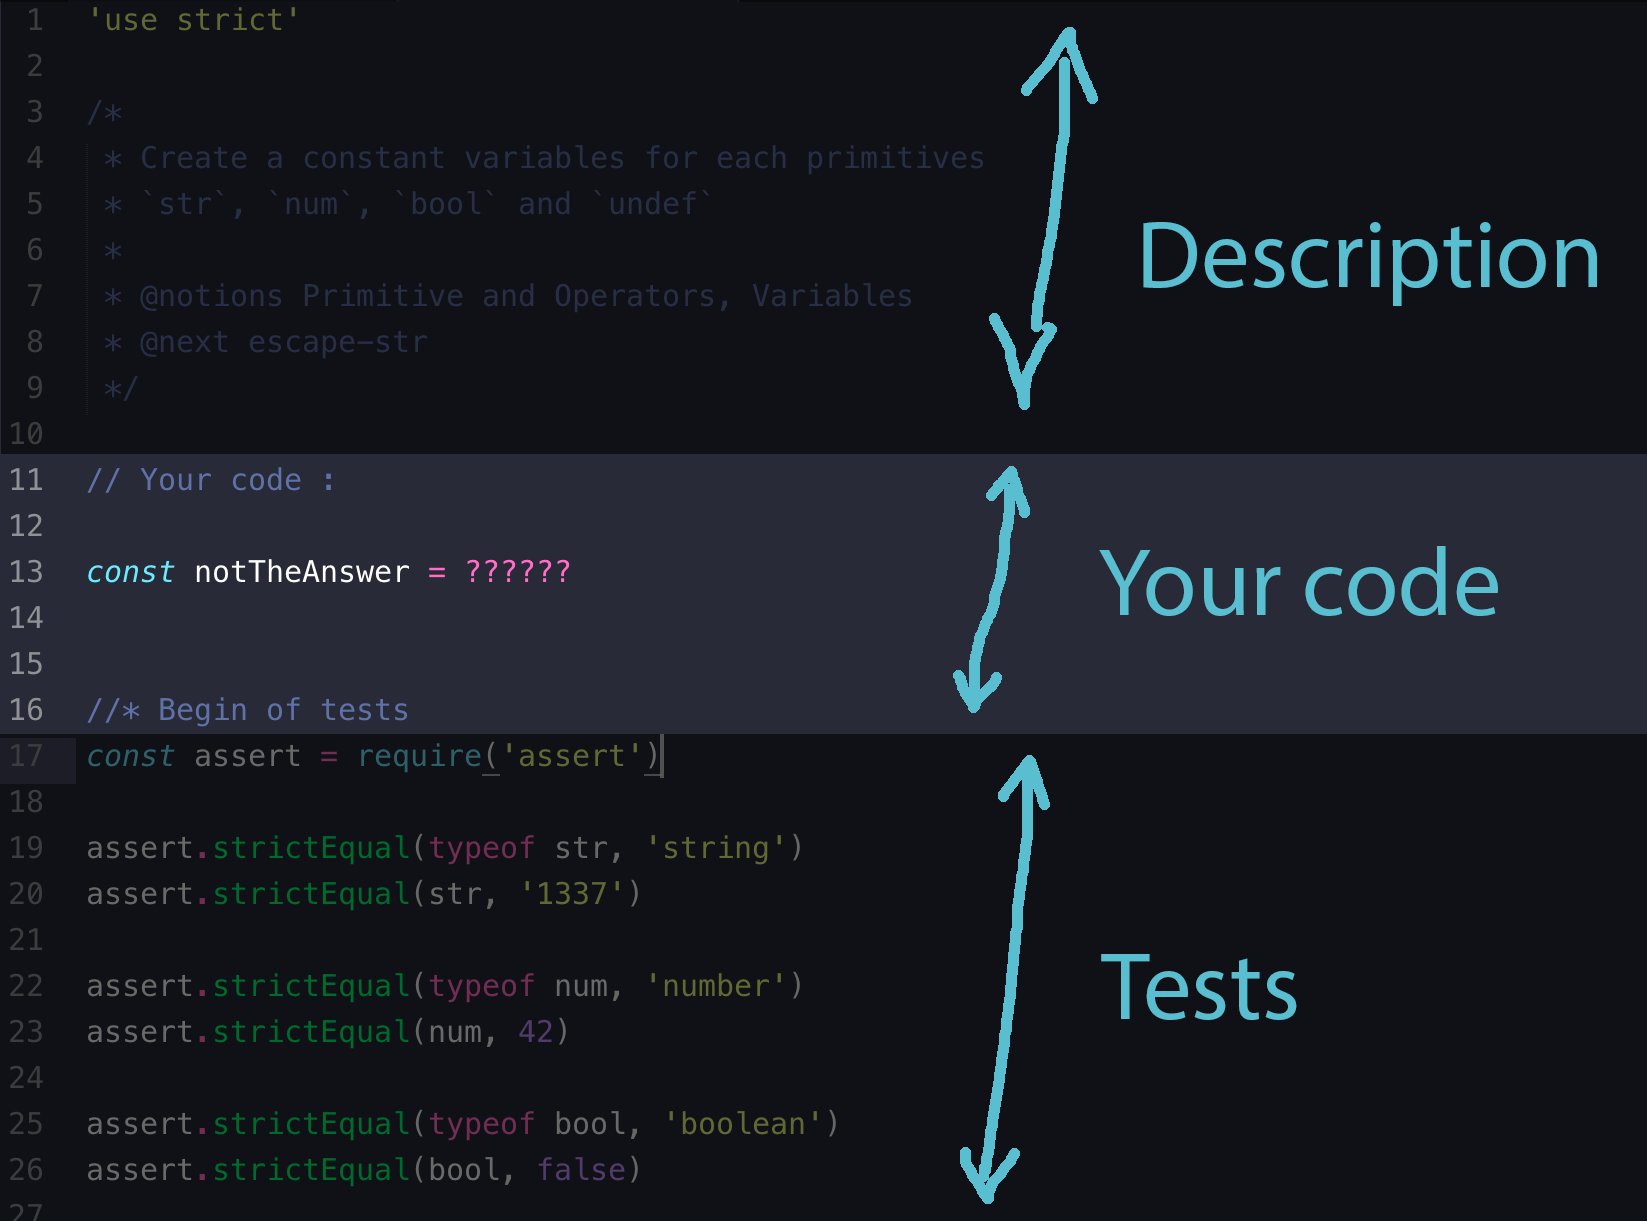 1 'use strict'
2
3 /*
4 * Create a constant variables for each primitives
5 * `str`, `num`, `bool` and `undef`
6 *
7 * @notions Primitive and Operators, Variables
8 * @next escape-str
9 */
10
Description
11 // Your code :
12
13 const notTheAnswer = ??????
14
15
16 //* Begin of tests
Your code
17 const assert = require('assert')
18
19 assert.strictEqual(typeof str, 'string')
20 assert.strictEqual(str, '1337')
21
22 assert.strictEqual(typeof num, 'number')
23 assert.strictEqual(num, 42)
24
25 assert.strictEqual(typeof bool, 'boolean')
26 assert.strictEqual(bool, false)
27
Tests